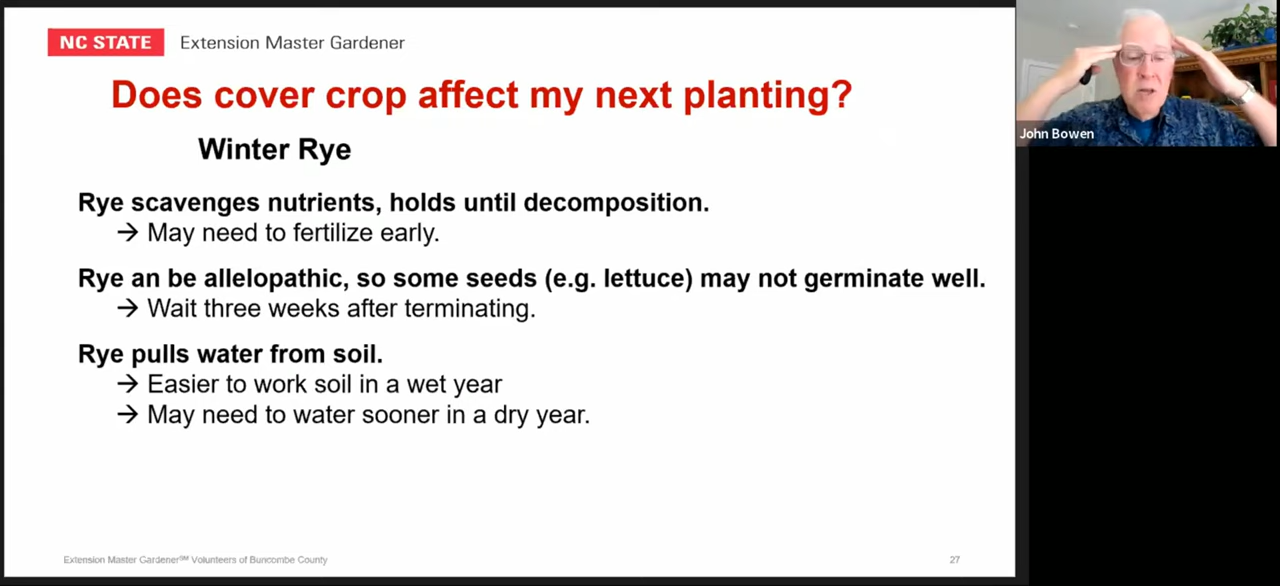 NC STATE Extension Master Gardener
Does cover crop affect my next planting?
Winter Rye
Rye scavenges nutrients, holds until decomposition.
→ May need to fertilize early.
Rye an be allelopathic, so some seeds (e.g. lettuce) may not germinate well.
→ Wait three weeks after terminating.
Rye pulls water from soil.
→ Easier to work soil in a wet year
→ May need to water sooner in a dry year.
Extension Master Gardener℠ Volunteers of Buncombe County
27
John Bowen